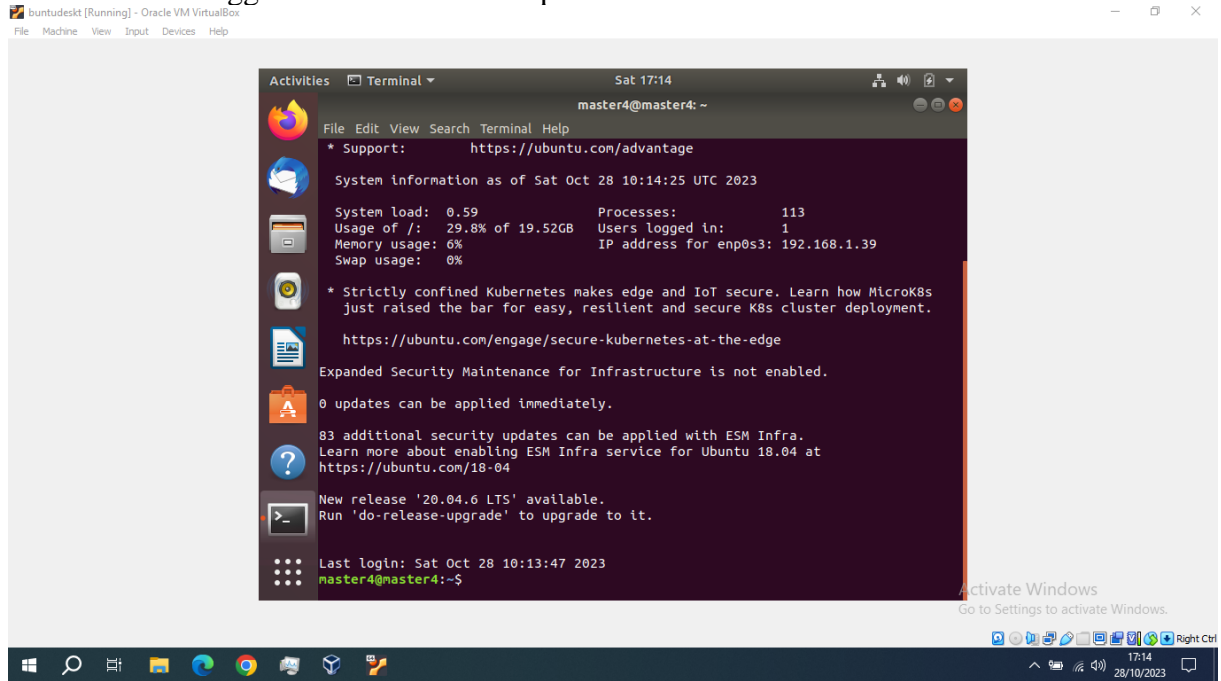 buntudeskt [Running] - Oracle VM VirtualBox
File Machine View Input Devices Help
Activities Terminal Sat 17:14
master4@master4: ~
File Edit View Search Terminal Help
* Support: https://ubuntu.com/advantage
System information as of Sat Oct 28 10:14:25 UTC 2023
System load: 0.59 Processes: 113
Usage of /: 29.8% of 19.52GB Users logged in: 1
Memory usage: 6% IP address for enp0s3: 192.168.1.39
Swap usage: 0%
* Strictly confined Kubernetes makes edge and IoT secure. Learn how MicroK8s
just raised the bar for easy, resilient and secure K8s cluster deployment.
https://ubuntu.com/engage/secure-kubernetes-at-the-edge
Expanded Security Maintenance for Infrastructure is not enabled.
0 updates can be applied immediately.
83 additional security updates can be applied with ESM Infra.
Learn more about enabling ESM Infra service for Ubuntu 18.04 at
https://ubuntu.com/18-04
New release '20.04.6 LTS' available.
Run 'do-release-upgrade' to upgrade to it.
Last login: Sat Oct 28 10:13:47 2023
master4@master4:~$
Activate Windows
Go to Settings to activate Windows.
Right Ctrl
17:14
28/10/2023